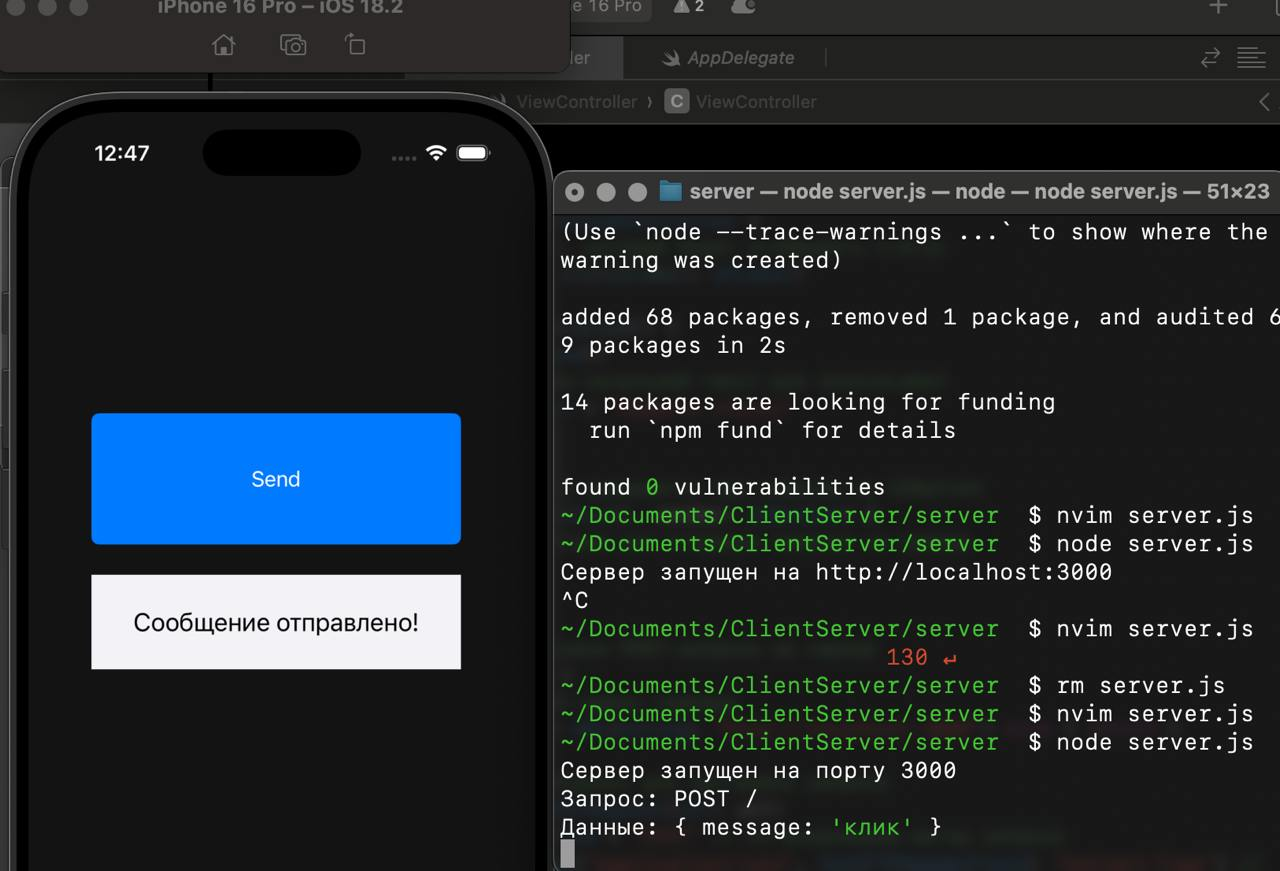 iPhone 16 Pro – iOS 18.2
e 16 Pro
2
ler
AppDelegate
ViewController 〉 C ViewController
12:47
Send
Сообщение отправлено!
server — node server.js — node — node server.js — 51×23
(Use `node --trace-warnings ...` to show where the
warning was created)
added 68 packages, removed 1 package, and audited 6
9 packages in 2s
14 packages are looking for funding
run `npm fund` for details
found 0 vulnerabilities
~/Documents/ClientServer/server $ nvim server.js
~/Documents/ClientServer/server $ node server.js
Сервер запущен на http://localhost:3000
^C
~/Documents/ClientServer/server $ nvim server.js
130 ↵
~/Documents/ClientServer/server $ rm server.js
~/Documents/ClientServer/server $ nvim server.js
~/Documents/ClientServer/server $ node server.js
Сервер запущен на порту 3000
Запрос: POST /
Данные: { message: 'клик' }